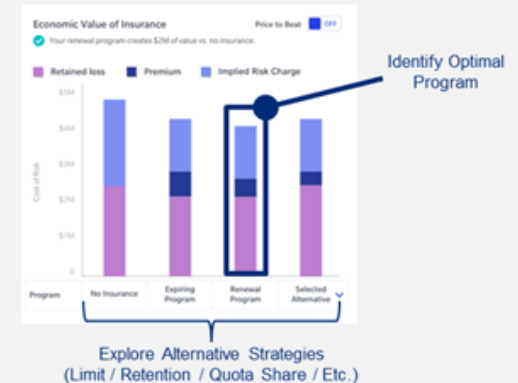 Economic Value of Insurance
Price to Beat OFF
Your renewal program creates $2M of value vs. no insurance.
Retained loss Premium Implied Risk Charge
Identify Optimal
Program
$5M
$4M
$3M
$2M
$1M
0
Cost of Risk
Program
No Insurance
Expiring
Program
Renewal
Program
Selected
Alternative
Explore Alternative Strategies
(Limit / Retention / Quota Share / Etc.)